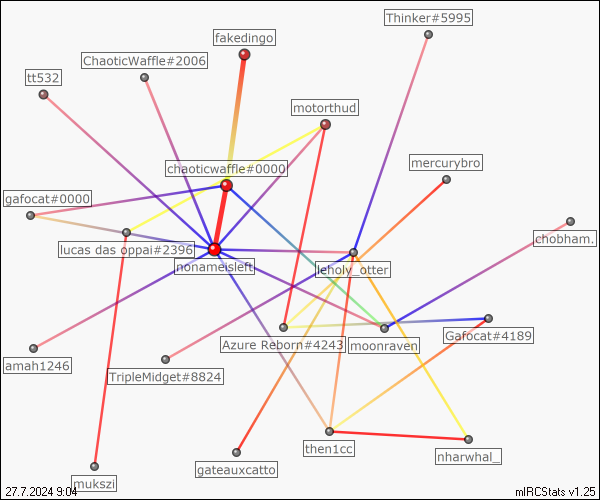 Thinker#5995
fakedingo
ChaoticWaffle#2006
tt532
motorthud
mercurybro
chaoticwaffle#0000
gafocat#0000
chobham.
lucas das oppai#2396
nonameisleft
leholy_otter
Azure Reborn#4243
moonraven
Gafocat#4189
amah1246
TripleMidget#8824
then1cc
nharwhal_
gateauxcatto
mukszi
27.7.2024 9:04
mIRCStats v1.25